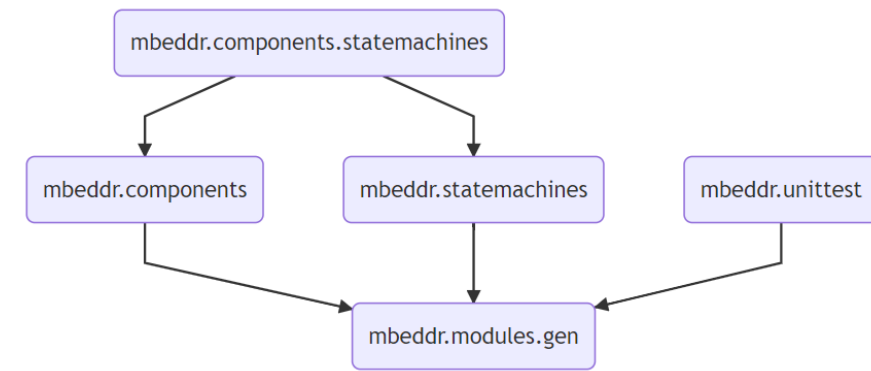 mbeddr.components.statemachines
mbeddr.components
mbeddr.statemachines
mbeddr.unittest
mbeddr.modules.gen